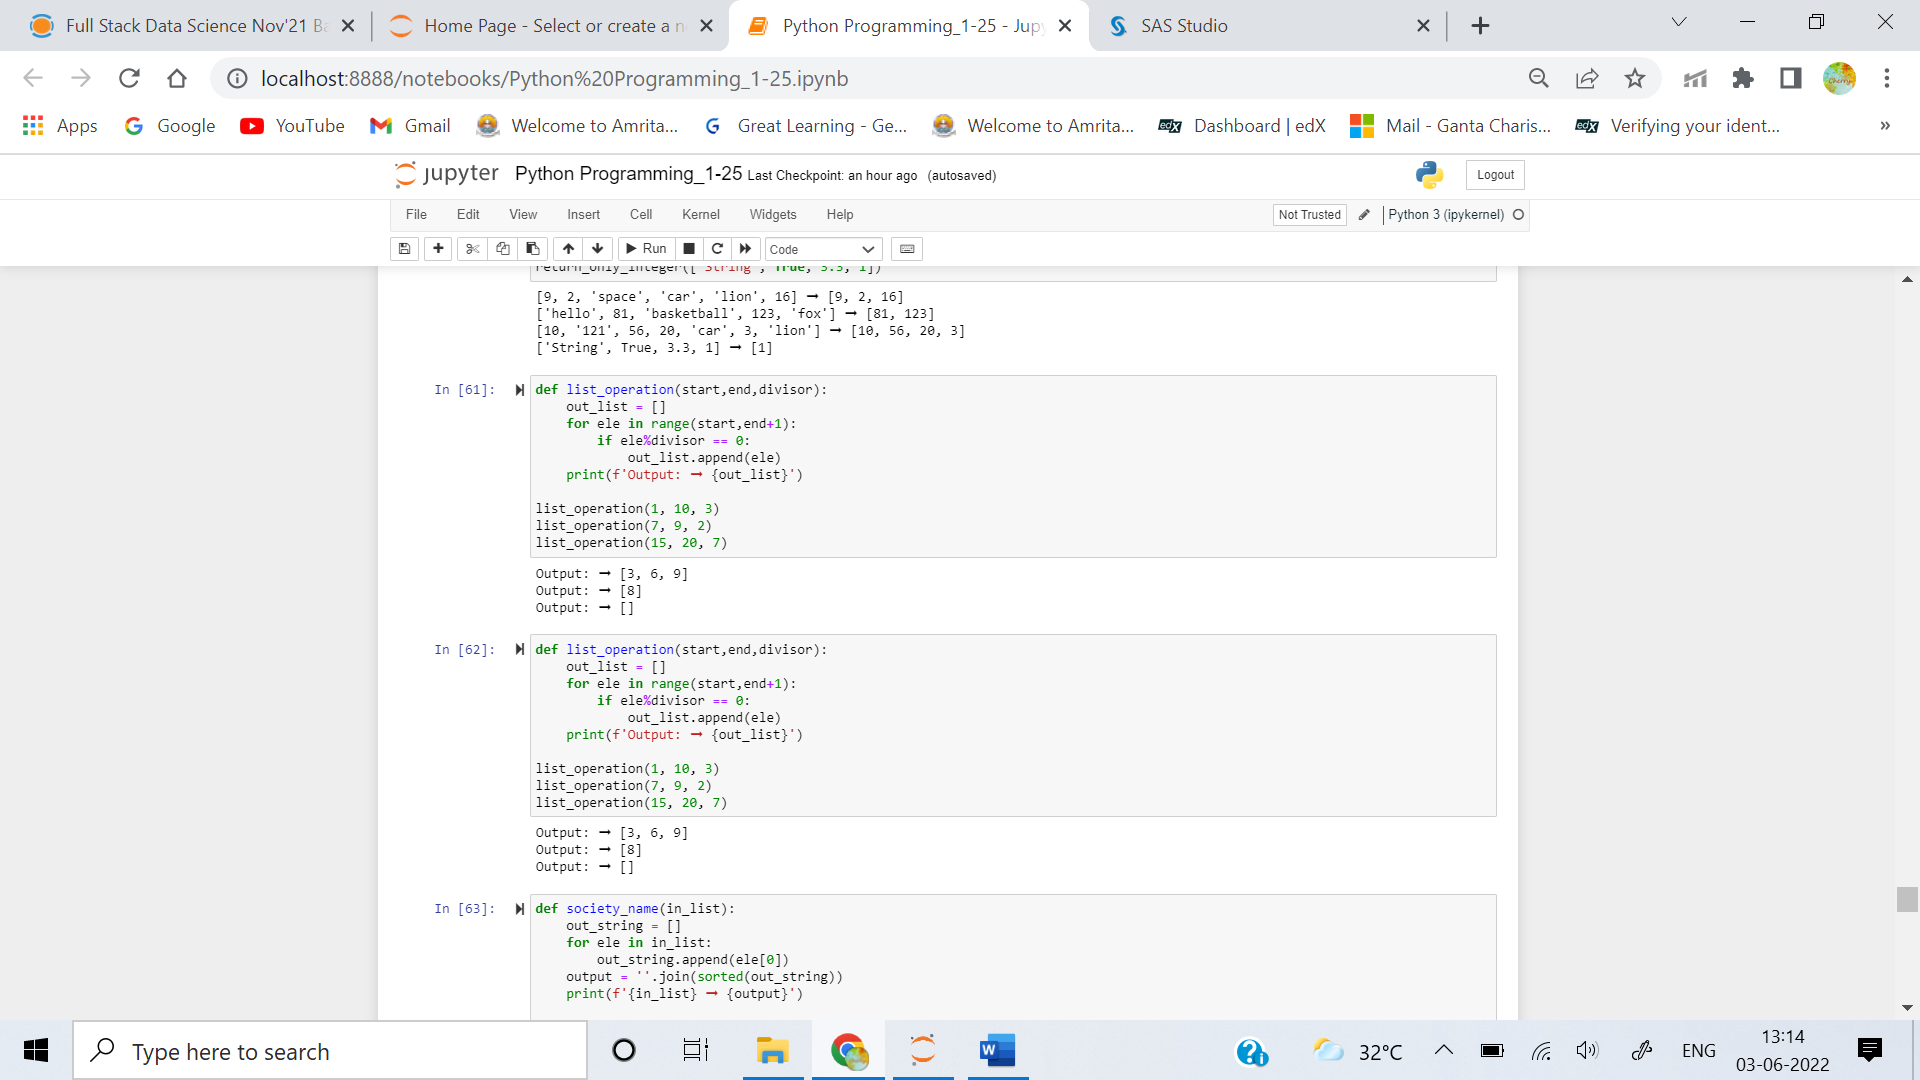 Full Stack Data Science Nov'21 Ba
Home Page - Select or create a n
Python Programming_1-25 - Jupy
SAS Studio
localhost:8888/notebooks/Python%20Programming_1-25.ipynb
Apps
Google
YouTube
Gmail
Welcome to Amrita...
Great Learning - Ge...
Welcome to Amrita...
edX
Dashboard | edX
Mail - Ganta Charis...
edX
Verifying your ident...
»
jupyter Python Programming_1-25 Last Checkpoint: an hour ago (autosaved)
Logout
File Edit View Insert Cell Kernel Widgets Help
Not Trusted
Python 3 (ipykernel)
Run
Code
return_only_integer(['String', True, 3.3, 1])
[9, 2, 'space', 'car', 'lion', 16] → [9, 2, 16]
['hello', 81, 'basketball', 123, 'fox'] → [81, 123]
[10, '121', 56, 20, 'car', 3, 'lion'] → [10, 56, 20, 3]
['String', True, 3.3, 1] → [1]
In [61]:
def list_operation(start,end,divisor):
    out_list = []
    for ele in range(start,end+1):
        if ele%divisor == 0:
            out_list.append(ele)
    print(f'Output: → {out_list}')
list_operation(1, 10, 3)
list_operation(7, 9, 2)
list_operation(15, 20, 7)
Output: → [3, 6, 9]
Output: → [8]
Output: → []
In [62]:
def list_operation(start,end,divisor):
    out_list = []
    for ele in range(start,end+1):
        if ele%divisor == 0:
            out_list.append(ele)
    print(f'Output: → {out_list}')
list_operation(1, 10, 3)
list_operation(7, 9, 2)
list_operation(15, 20, 7)
Output: → [3, 6, 9]
Output: → [8]
Output: → []
In [63]:
def society_name(in_list):
    out_string = []
    for ele in in_list:
        out_string.append(ele[0])
    output = ''.join(sorted(out_string))
    print(f'{in_list} → {output}')
Type here to search
32°C
ENG
13:14
03-06-2022